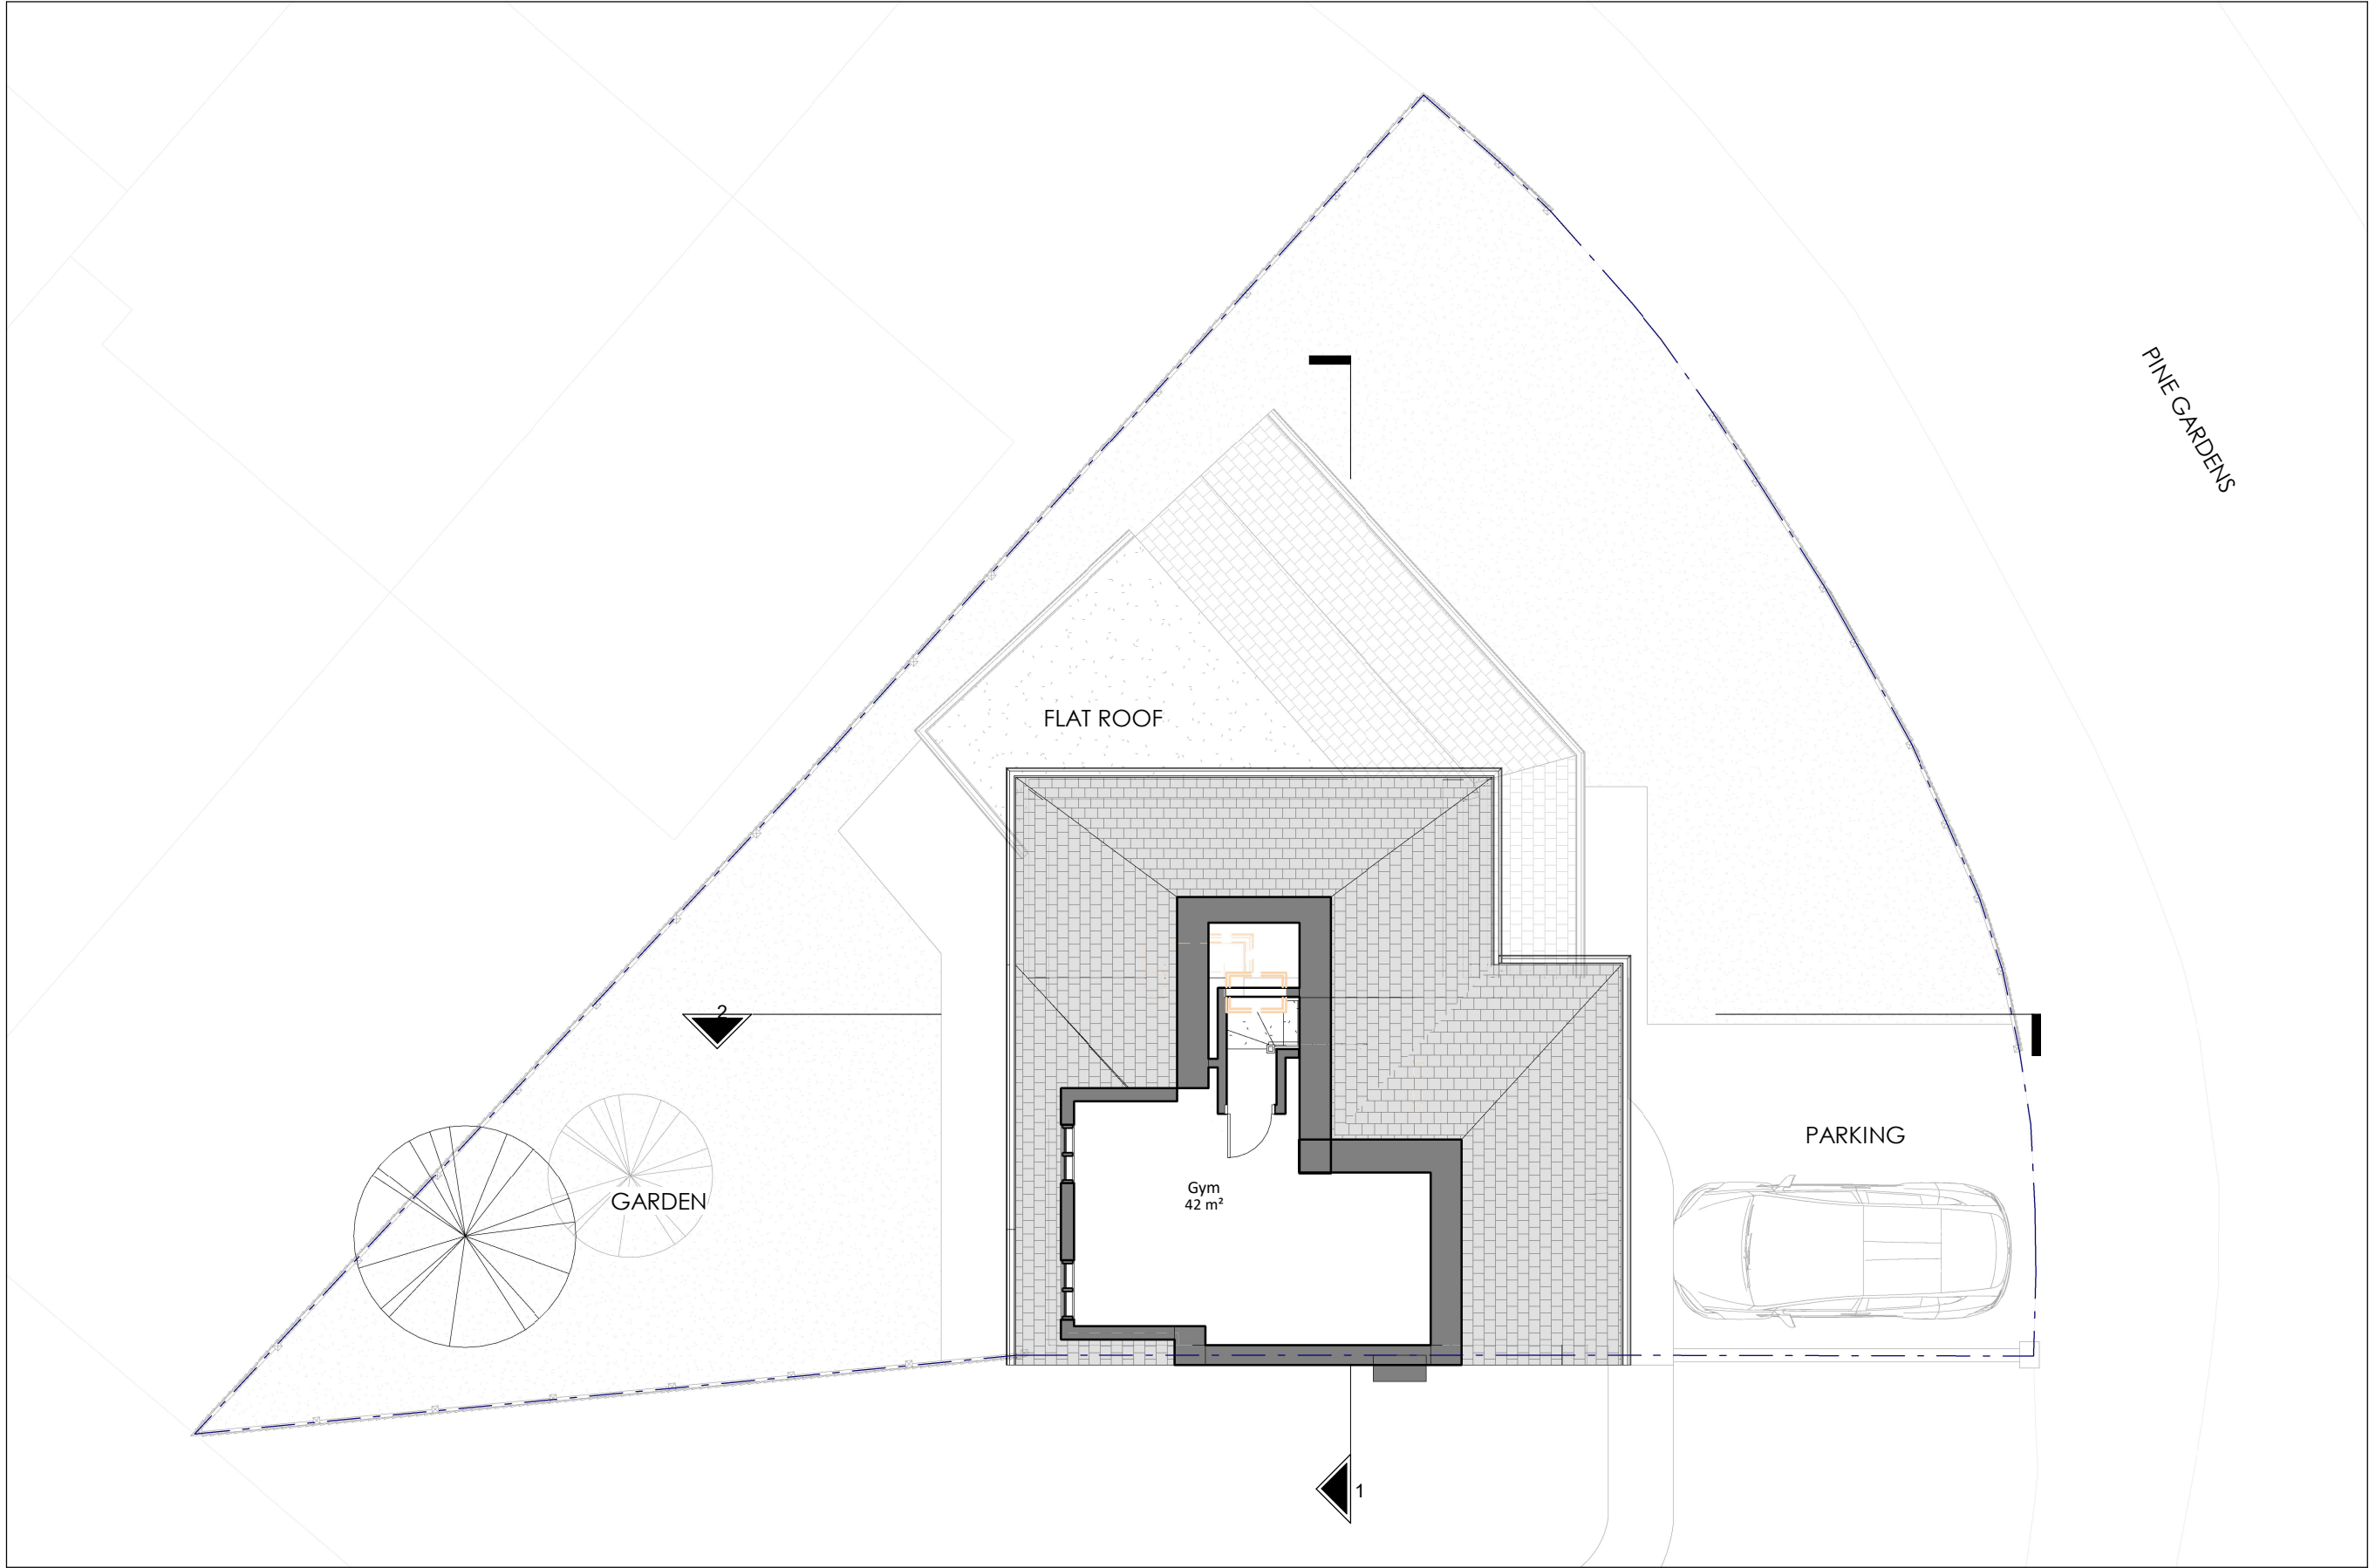 PINE GARDENS
FLAT ROOF
2
PARKING
GARDEN
Gym
42 m²
1